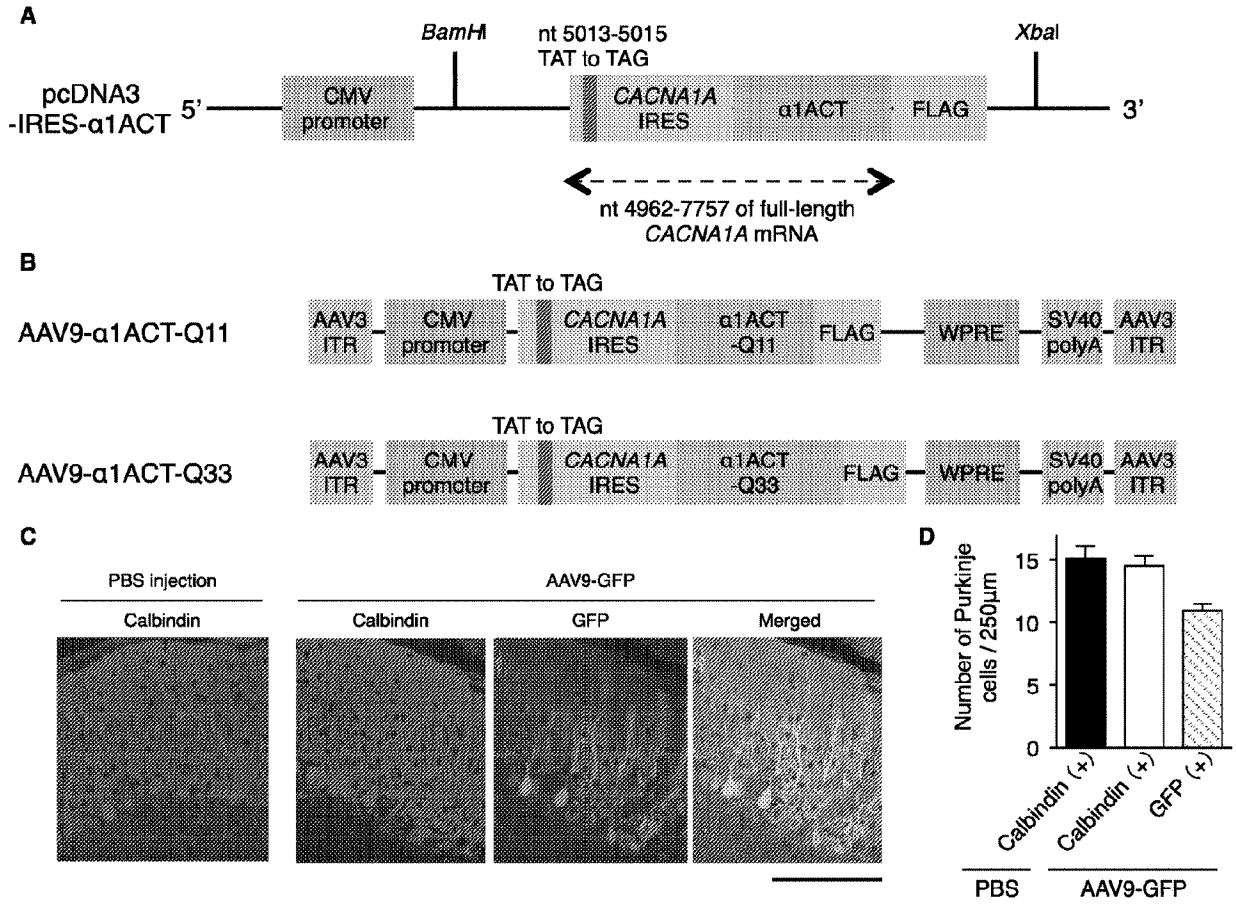 A
BamHI
nt 5013-5015
TAT to TAG
XbaI
pcDNA3
-IRES-α1ACT
5’
CMV
promoter
CACNA1A
IRES
α1ACT
FLAG
3’
nt 4962-7757 of full-length
CACNA1A mRNA
B
TAT to TAG
AAV9-α1ACT-Q11
AAV3
ITR
CMV
promoter
CACNA1A
IRES
α1ACT
-Q11
FLAG
WPRE
SV40
polyA
AAV3
ITR
TAT to TAG
AAV9-α1ACT-Q33
AAV3
ITR
CMV
promoter
CACNA1A
IRES
α1ACT
-Q33
FLAG
WPRE
SV40
polyA
AAV3
ITR
C
PBS injection
AAV9-GFP
Calbindin
Calbindin
GFP
Merged
D
Number of Purkinje
cells / 250μm
15
10
5
0
Calbindin (+)
Calbindin (+)
GFP (+)
PBS
AAV9-GFP